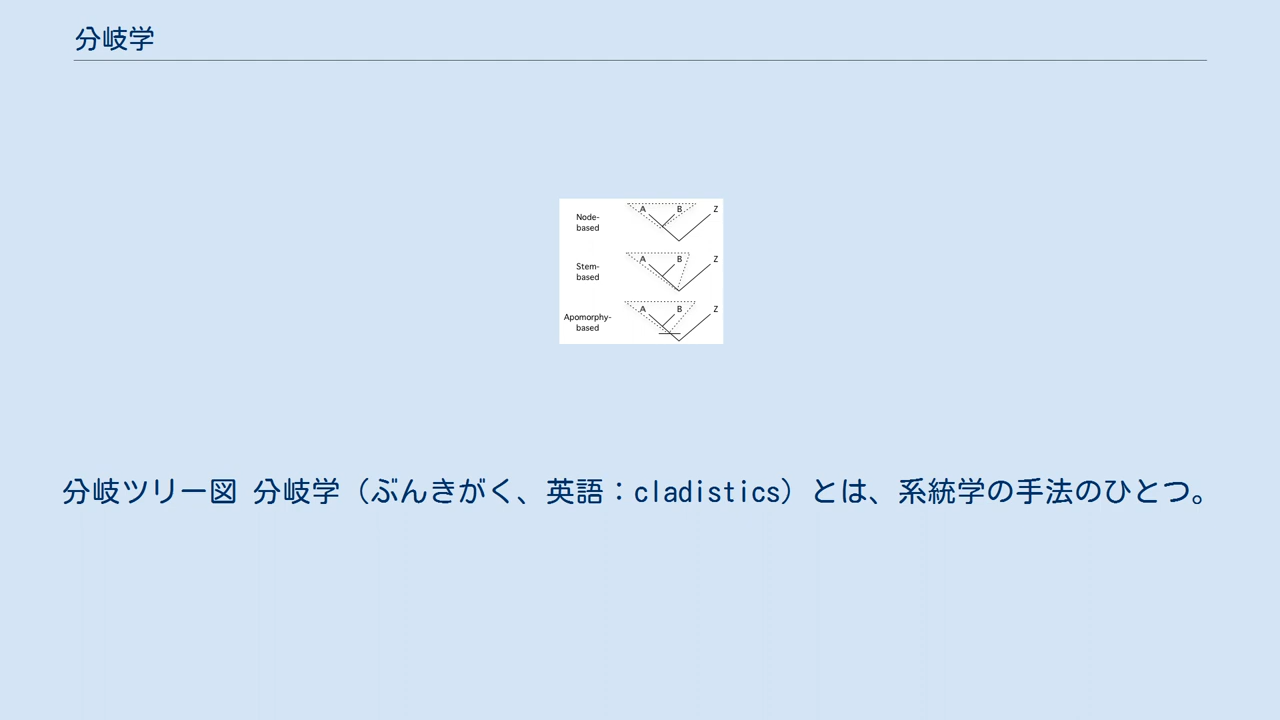 分岐学
Node-
based
A B Z
Stem-
based
A B Z
Apomorphy-
based
A B Z
分岐ツリー図 分岐学（ぶんきがく、英語：cladistics）とは、系統学の手法のひとつ。